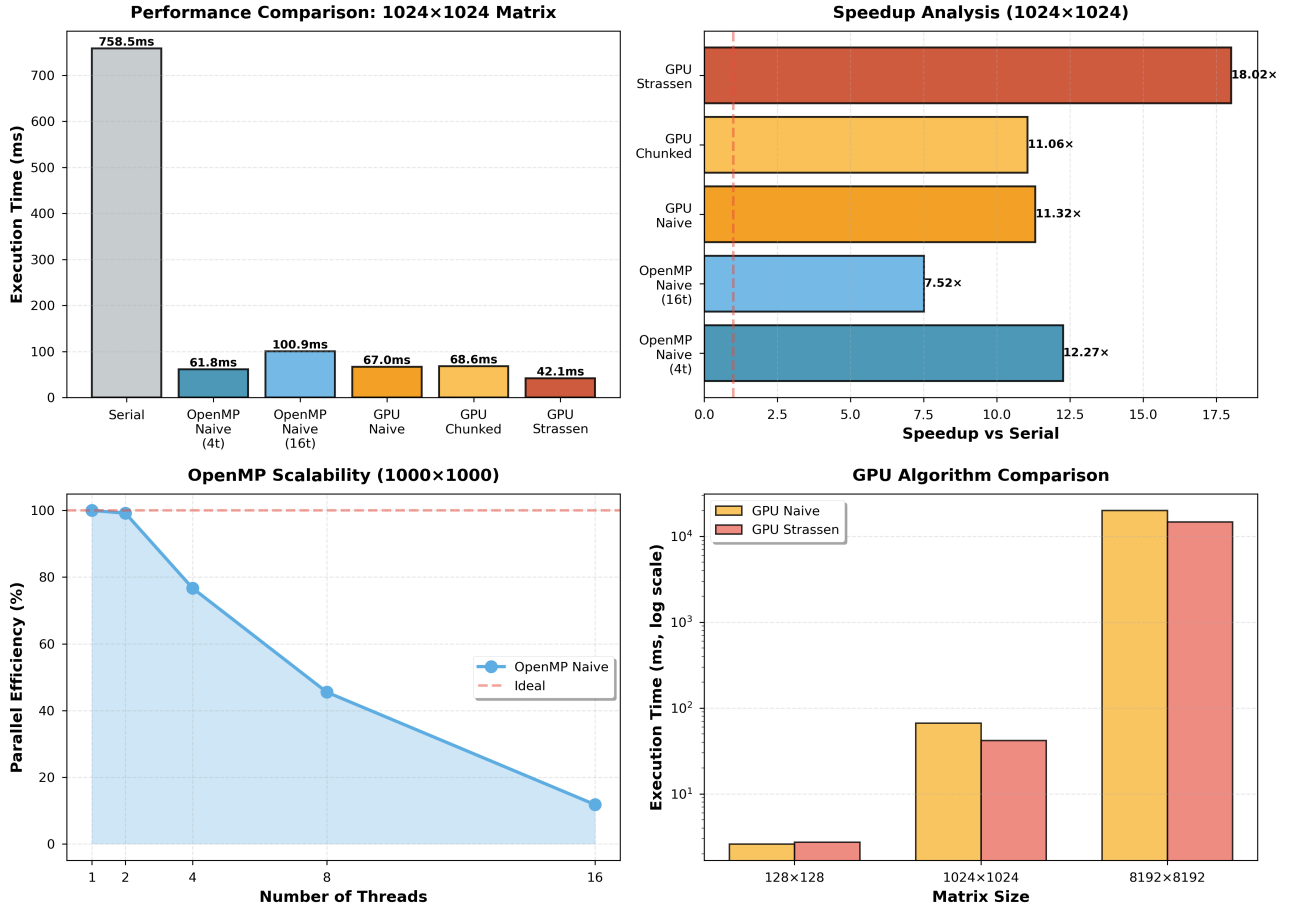 Performance Comparison: 1024×1024 Matrix
Execution Time (ms)
700
600
500
400
300
200
100
0
758.5ms
61.8ms
100.9ms
67.0ms
68.6ms
42.1ms
Serial
OpenMP
Naive
(4t)
OpenMP
Naive
(16t)
GPU
Naive
GPU
Chunked
GPU
Strassen
Speedup Analysis (1024×1024)
GPU
Strassen
18.02×
GPU
Chunked
11.06×
GPU
Naive
11.32×
OpenMP
Naive
(16t)
7.52×
OpenMP
Naive
(4t)
12.27×
0.0 2.5 5.0 7.5 10.0 12.5 15.0 17.5
Speedup vs Serial
OpenMP Scalability (1000×1000)
Parallel Efficiency (%)
100
80
60
40
20
0
OpenMP Naive
Ideal
1 2 4 8 16
Number of Threads
GPU Algorithm Comparison
Execution Time (ms, log scale)
GPU Naive
GPU Strassen
10⁴
10³
10²
10¹
128×128 1024×1024 8192×8192
Matrix Size